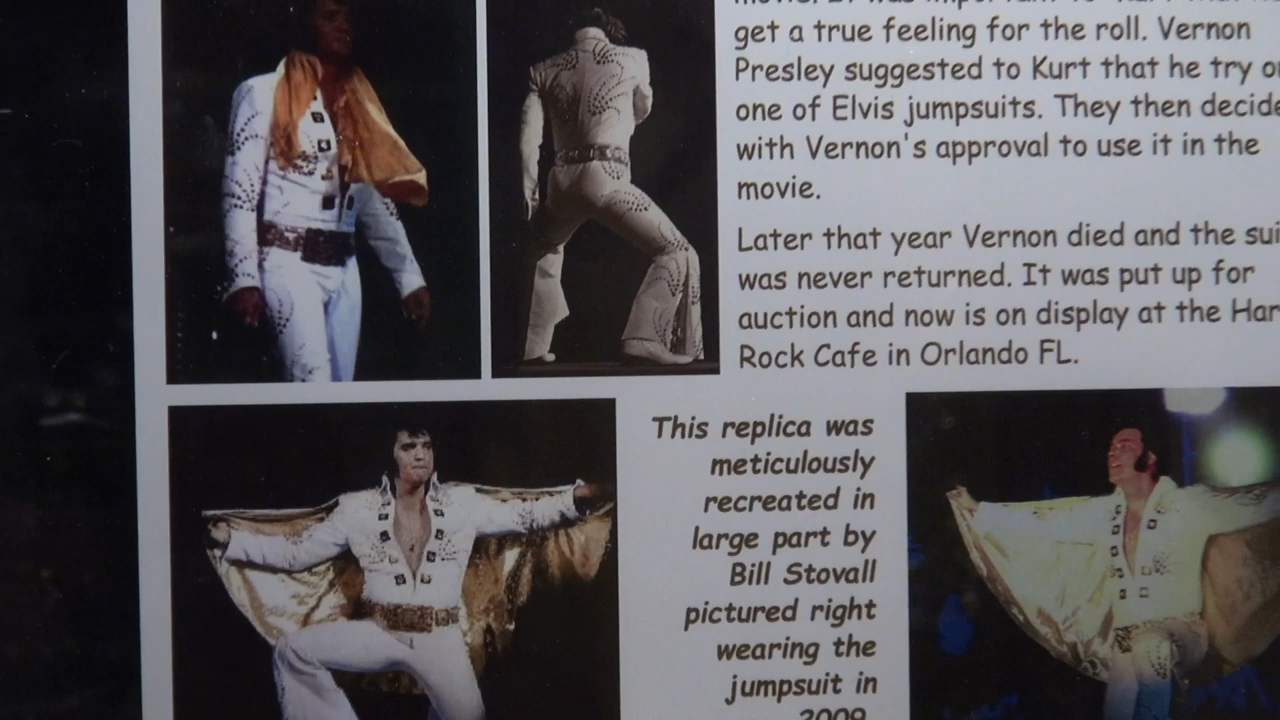 get a true feeling for the roll. Vernon
Presley suggested to Kurt that he try
one of Elvis jumpsuits. They then
with Vernon's approval to use it in the
movie.
Later that year Vernon died and the
was never returned. It was put up for
auction and now is on display at the
Rock Cafe in Orlando FL.
This replica was
meticulously
recreated in
large part by
Bill Stovall
pictured right
wearing the
jumpsuit in
2009